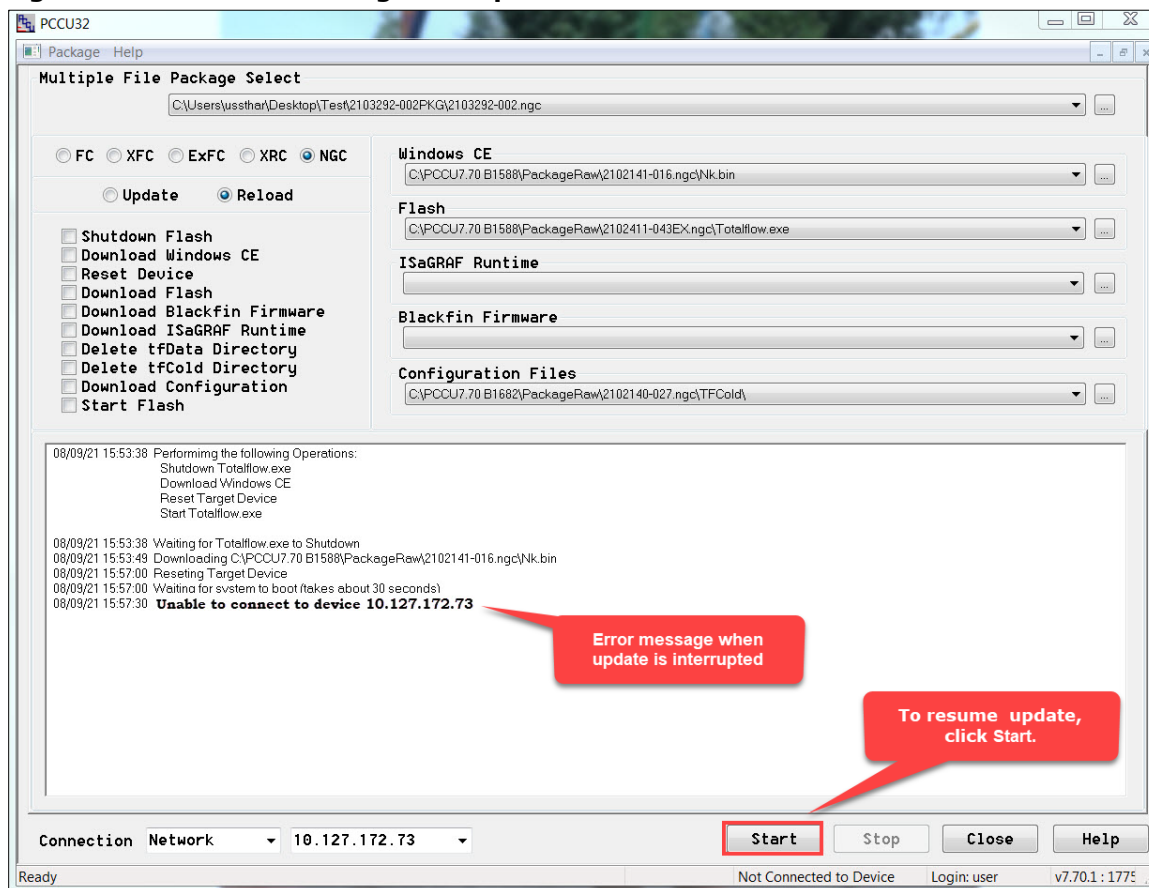 PCCU32
Package Help
Multiple File Package Select
C:\Users\ussthar\Desktop\Test\2103292-002PKG\2103292-002.ngc
...
FC XFC ExFC XRC NGC
Update Reload
Shutdown Flash
Download Windows CE
Reset Device
Download Flash
Download Blackfin Firmware
Download ISaGRAF Runtime
Delete tfData Directory
Delete tfCold Directory
Download Configuration
Start Flash
Windows CE
C:\PCCU7.70 B1588\PackageRaw\2102141-016.ngc\Nk.bin
...
Flash
C:\PCCU7.70 B1588\PackageRaw\2102411-043EX.ngc\Totalflow.exe
...
ISaGRAF Runtime
...
Blackfin Firmware
...
Configuration Files
C:\PCCU7.70 B1682\PackageRaw\2102140-027.ngc\TFCold\
...
08/09/21 15:53:38 Performimg the following Operations:
Shutdown Totalflow.exe
Download Windows CE
Reset Target Device
Start Totalflow.exe
08/09/21 15:53:38 Waiting for Totalflow.exe to Shutdown
08/09/21 15:53:49 Downloading C:\PCCU7.70 B1588\PackageRaw\2102141-016.ngc\Nk.bin
08/09/21 15:57:00 Reseting Target Device
08/09/21 15:57:00 Waiting for system to boot (takes about 30 seconds)
08/09/21 15:57:30 Unable to connect to device 10.127.172.73
Error message when
update is interrupted
To resume update,
click Start.
Connection Network 10.127.172.73 Start Stop Close Help
Ready Not Connected to Device Login: user v7.70.1 : 1775